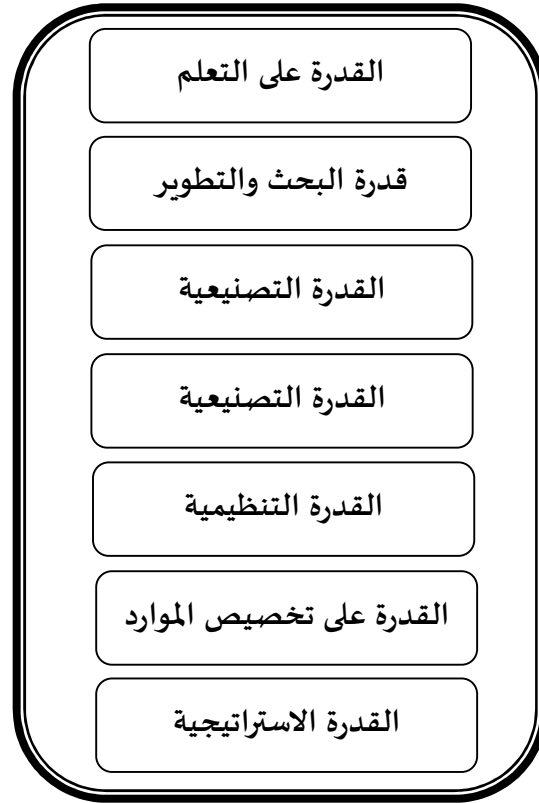 القدرة على التعلم
قدرة البحث والتطوير
القدرة التصنيعية
القدرة التصنيعية
القدرة التنظيمية
القدرة على تخصيص الموارد
القدرة الاستراتيجية